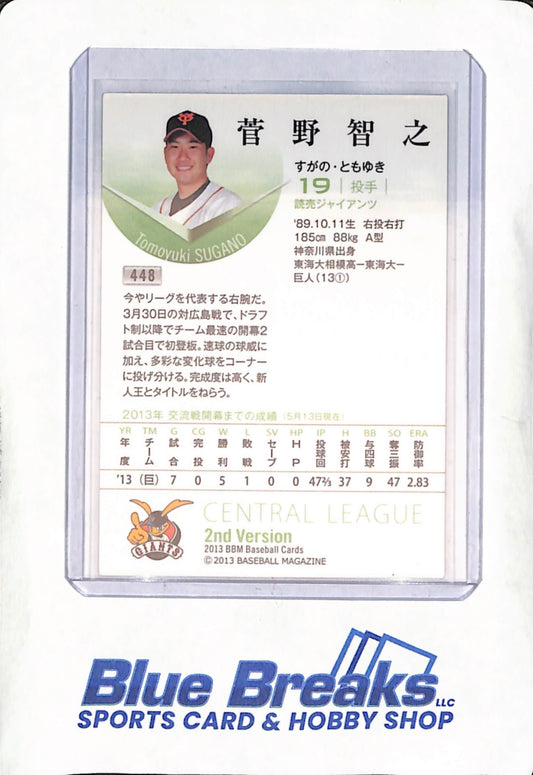 菅野智之
すがの・ともゆき
19 | 投手 |
読売ジャイアンツ
'89.10.11生 右投右打
185cm 88kg A型
神奈川県出身
東海大相模高ー東海大ー
巨人(13①)
Tomoyuki SUGANO
448
今やリーグを代表する右腕だ。
3月30日の対広島戦で、ドラフ
ト制以降でチーム最速の開幕2
試合目で初登板。速球の球威に
加え、多彩な変化球をコーナー
に投げ分ける。完成度は高く、新
人王とタイトルをねらう。
2013年 交流戦開幕までの成績 (5月13日現在)
YR TM G CG W L SV HP IP H BB SO ERA
年度 チーム 試合 完投 勝利 敗戦 セーブ HP 投球回 被安打 与四球 奪三振 防御率
'13 (巨) 7 0 5 1 0 0 47⅔ 37 9 47 2.83
GIANTS
CENTRAL LEAGUE
2nd Version
2013 BBM Baseball Cards
©2013 BASEBALL MAGAZINE
Blue Breaks LLC
SPORTS CARD & HOBBY SHOP